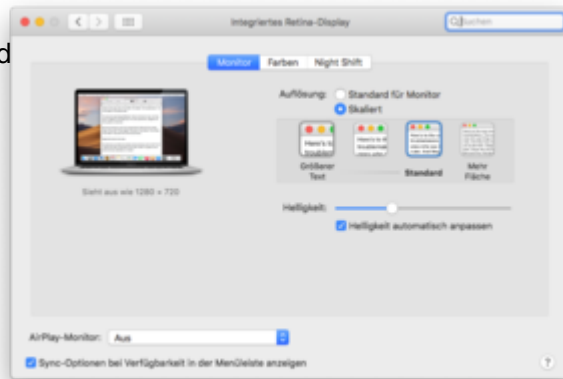 Integriertes Retina-Display
Suchen
d
Monitor Farben Night Shift
Auflösung: Standard für Monitor
Skaliert
Größerer Text
Standard
Mehr Fläche
Sieht aus wie 1280 × 720
Helligkeit:
Helligkeit automatisch anpassen
AirPlay-Monitor: Aus
Sync-Optionen bei Verfügbarkeit in der Menüleiste anzeigen
?